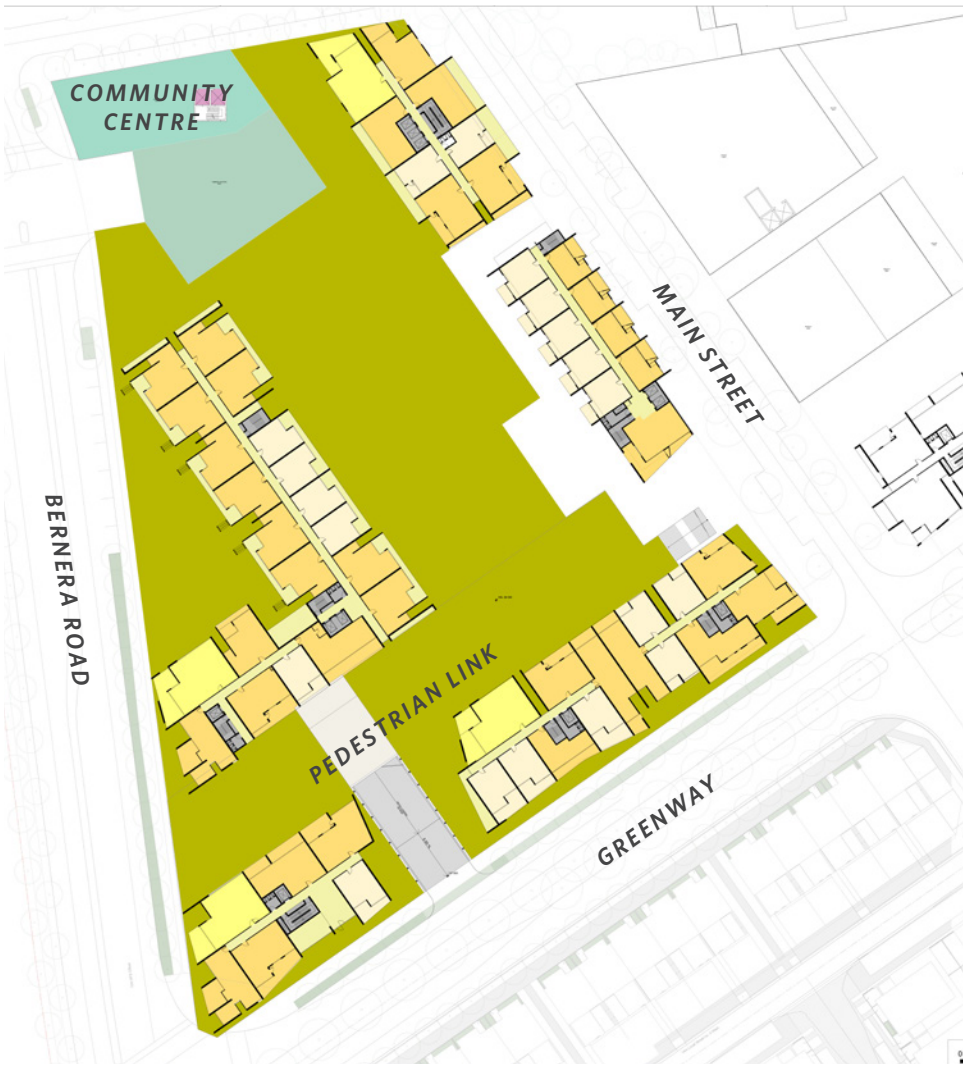 COMMUNITY
CENTRE
MAIN STREET
BERNERA ROAD
PEDESTRIAN LINK
GREENWAY